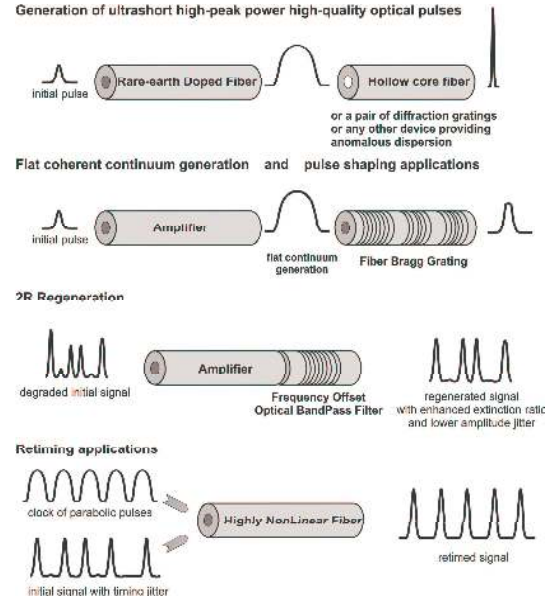 Generation of ultrashort high-peak power high-quality optical pulses
initial pulse
Rare-earth Doped Fiber
Hollow core fiber
or a pair of diffraction gratings
or any other device providing
anomalous dispersion
Flat coherent continuum generation and pulse shaping applications
initial pulse
Amplifier
flat continuum
generation
Fiber Bragg Grating
2R Regeneration
degraded initial signal
Amplifier
Frequency Offset
Optical BandPass Filter
regenerated signal
with enhanced extinction ratio
and lower amplitude jitter
Retiming applications
clock of parabolic pulses
Highly NonLinear Fiber
initial signal with timing jitter
retimed signal